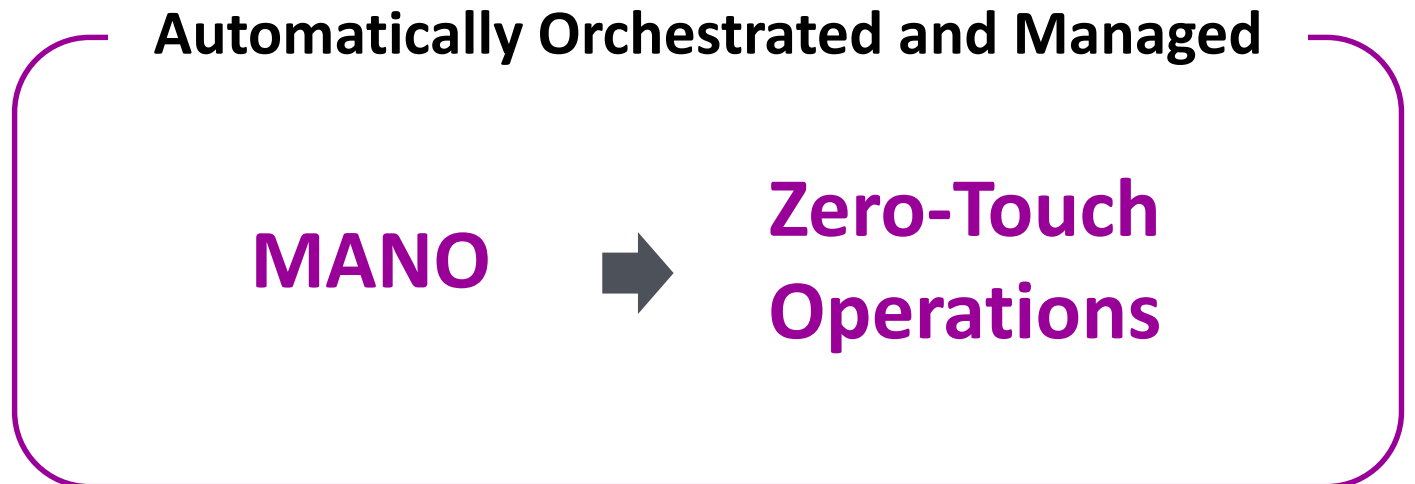 Automatically Orchestrated and Managed
MANO
Zero-Touch
Operations